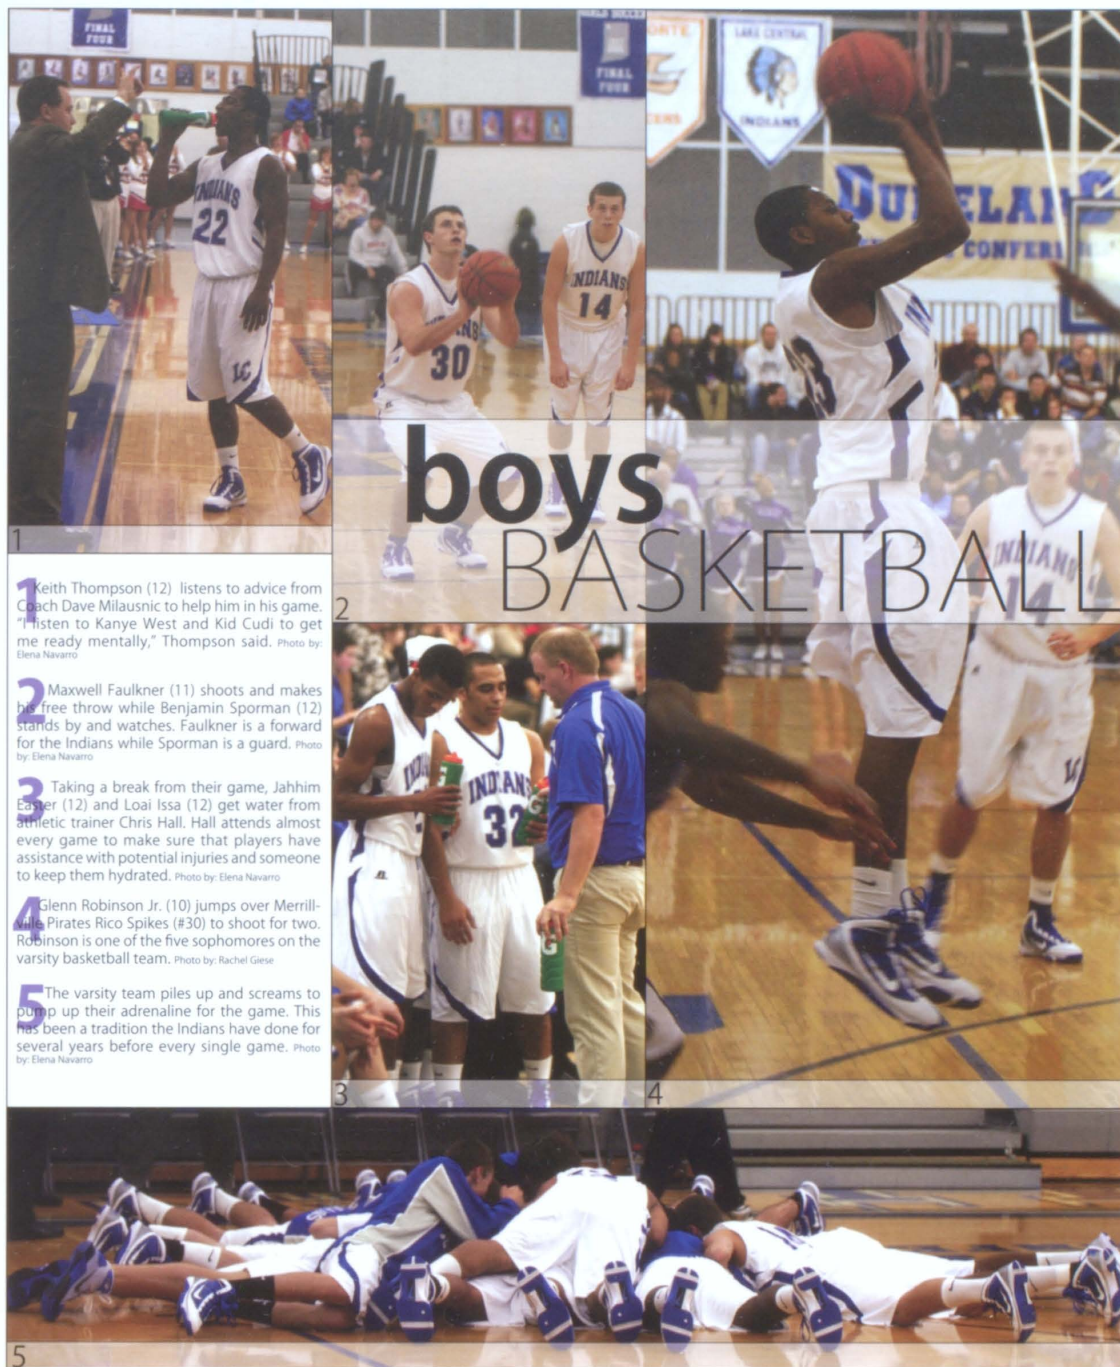 FINAL
FOUR
INDIANS
22
LC
1
FINAL
FOUR
30
INDIANS
14
2
LAKE CENTRAL
INDIANS
INDIANS
14
LC
boys
BASKETBALL
1 Keith Thompson (12) listens to advice from
Coach Dave Milausnic to help him in his game.
"I listen to Kanye West and Kid Cudi to get
me ready mentally," Thompson said. Photo by:
Elena Navarro
2 Maxwell Faulkner (11) shoots and makes
his free throw while Benjamin Sporman (12)
stands by and watches. Faulkner is a forward
for the Indians while Sporman is a guard. Photo
by: Elena Navarro
3 Taking a break from their game, Jahhim
Easter (12) and Loai Issa (12) get water from
athletic trainer Chris Hall. Hall attends almost
every game to make sure that players have
assistance with potential injuries and someone
to keep them hydrated. Photo by: Elena Navarro
4 Glenn Robinson Jr. (10) jumps over Merrill-
ville Pirates Rico Spikes (#30) to shoot for two.
Robinson is one of the five sophomores on the
varsity basketball team. Photo by: Rachel Giese
5 The varsity team piles up and screams to
pump up their adrenaline for the game. This
has been a tradition the Indians have done for
several years before every single game. Photo
by: Elena Navarro
INDIANS
32
G
3
4
5